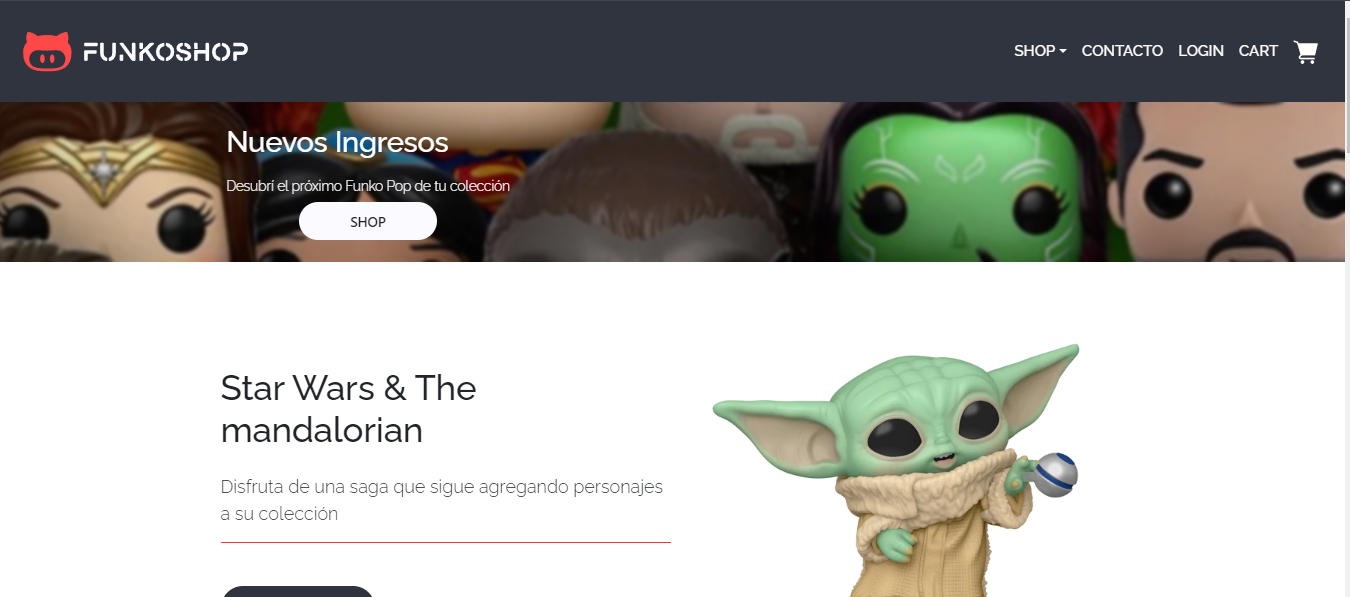 FUNKOSHOP
SHOP CONTACTO LOGIN CART
Nuevos Ingresos
Desubrí el próximo Funko Pop de tu colección
SHOP
Star Wars & The
mandalorian
Disfruta de una saga que sigue agregando personajes
a su colección